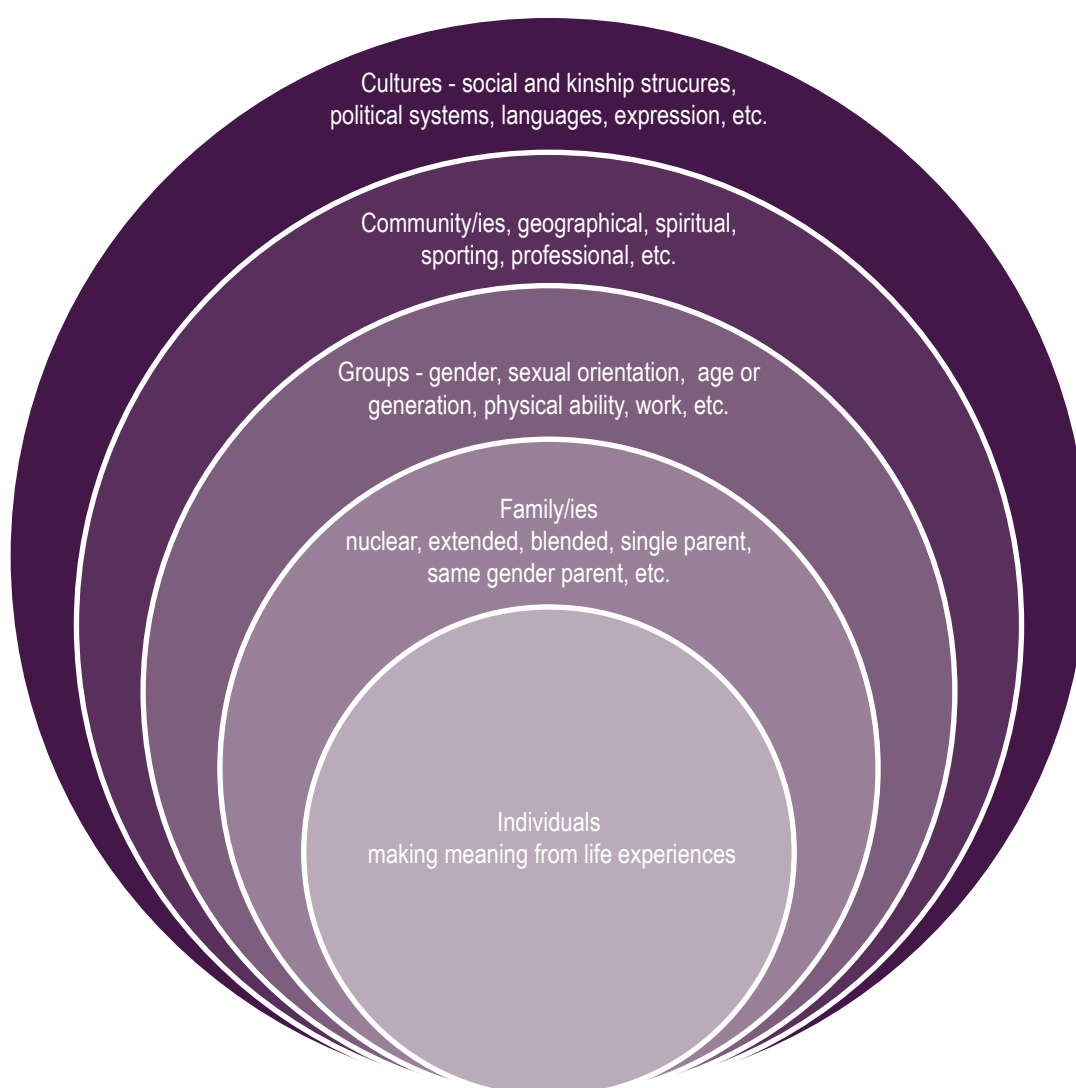 Cultures - social and kinship strucures,
political systems, languages, expression, etc.
Community/ies, geographical, spiritual,
sporting, professional, etc.
Groups - gender, sexual orientation,  age or
generation, physical ability, work, etc.
Family/ies
nuclear, extended, blended, single parent,
same gender parent, etc.
Individuals
making meaning from life experiences